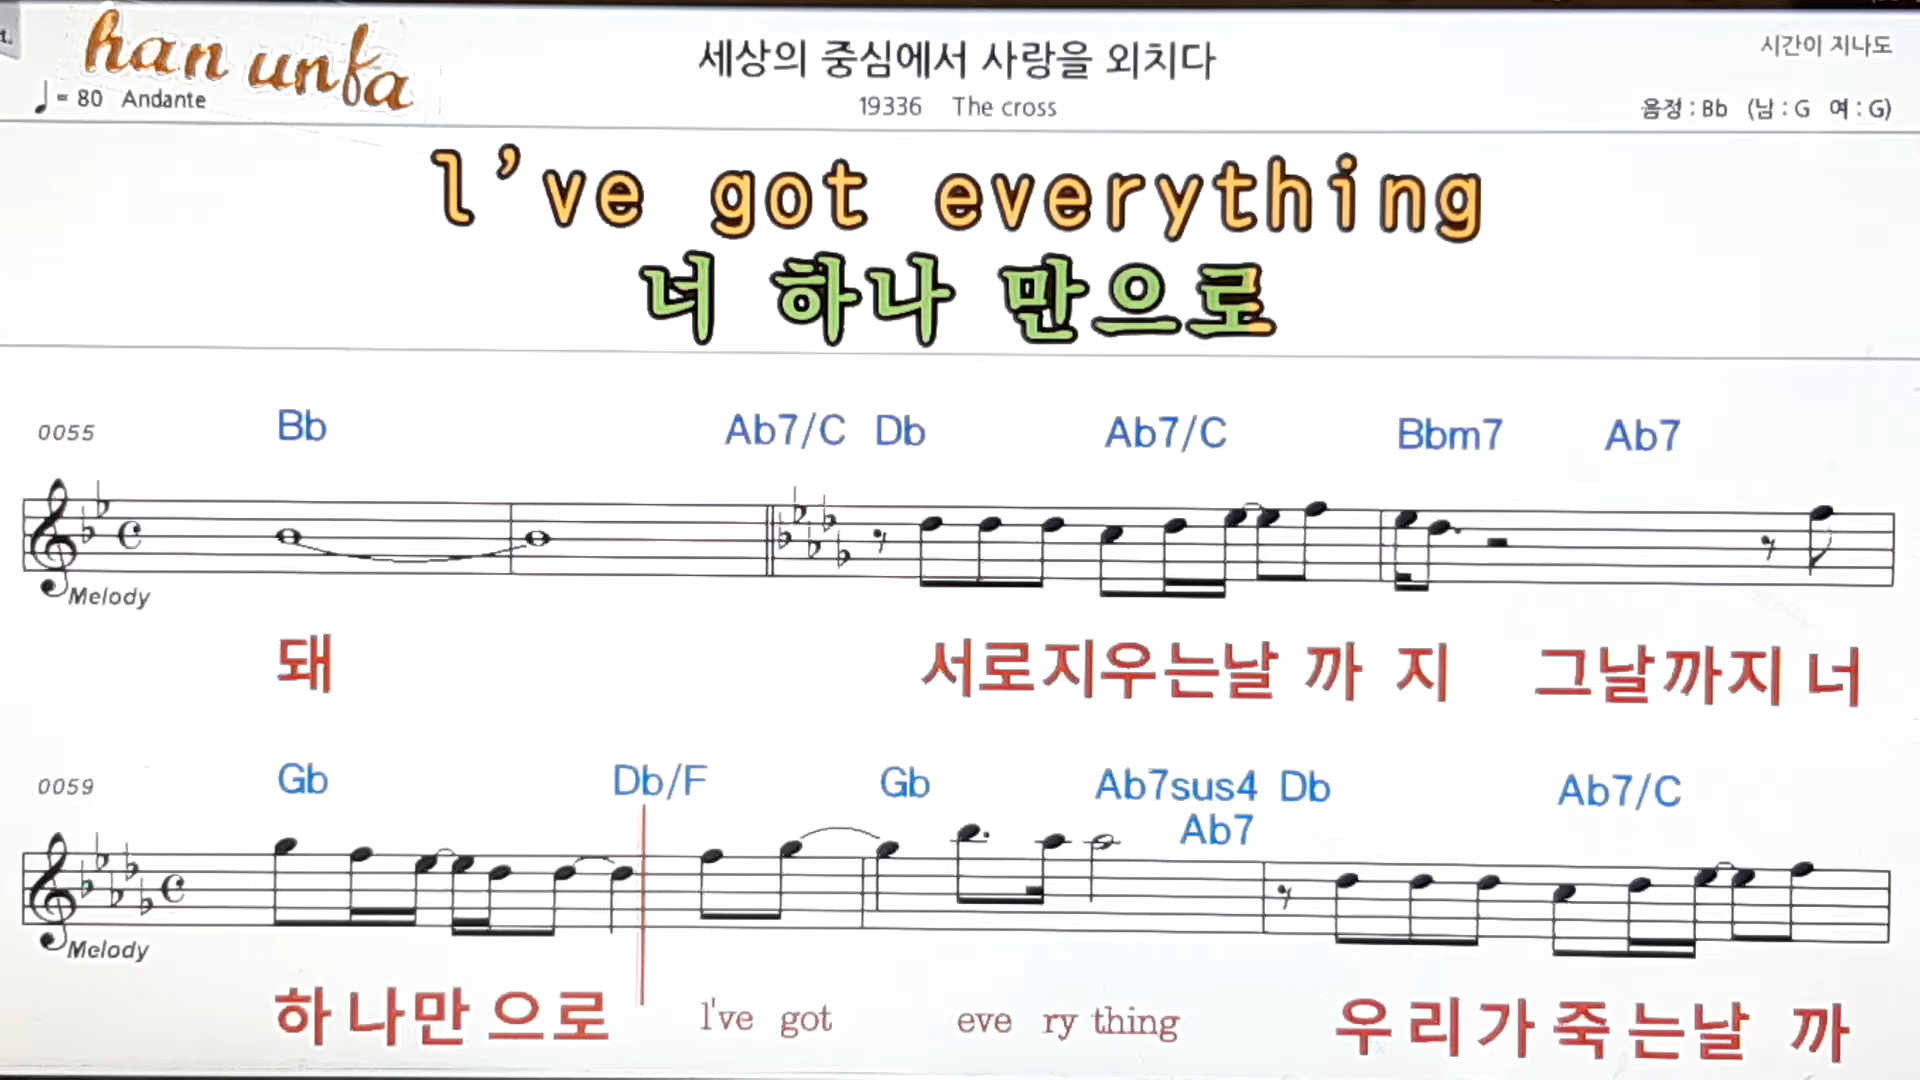 han unfa
세상의 중심에서 사랑을 외치다
시간이 지나도
♩= 80 Andante
19336 The cross
음정 : Bb (남 : G 여 : G)
l've got everything
너 하나 만으로
0055 Bb Ab7/C Db Ab7/C Bbm7 Ab7
Melody
돼 서로지우는날 까 지 그날까지 너
0059 Gb Db/F Gb Ab7sus4 Db Ab7/C
Ab7
Melody
하 나만 으로 l've got eve ry thing 우리가 죽는날 까